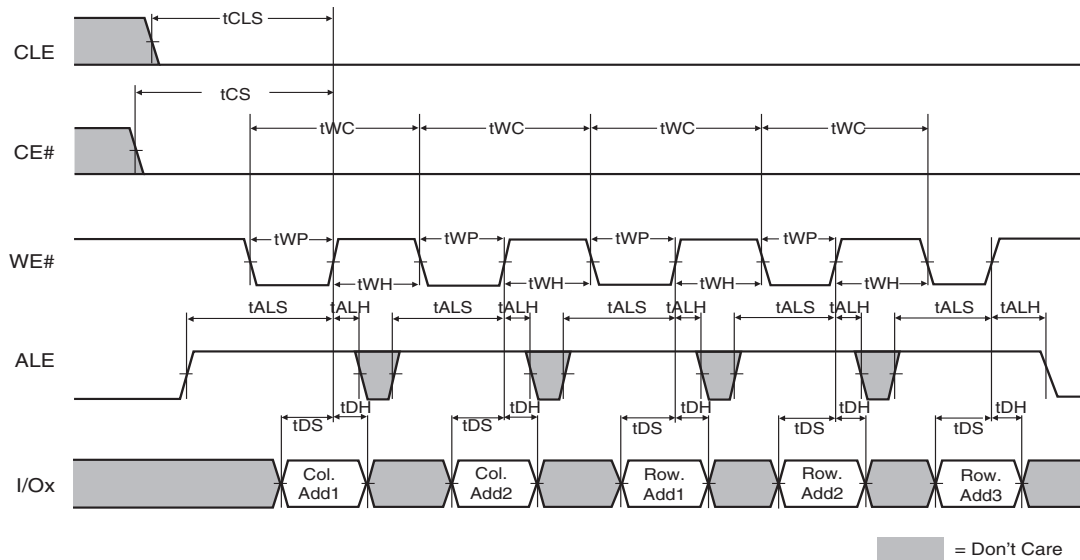 tCLS
CLE
tCS
tWC tWC tWC tWC
CE#
tWP tWP tWP tWP
WE#
tWH tWH tWH tWH
tALS tALH tALS tALH tALS tALH tALS tALH tALS tALH
ALE
tDH tDH tDH tDH tDH
tDS tDS tDS tDS tDS
I/Ox
Col. Add1
Col. Add2
Row. Add1
Row. Add2
Row. Add3
= Don't Care